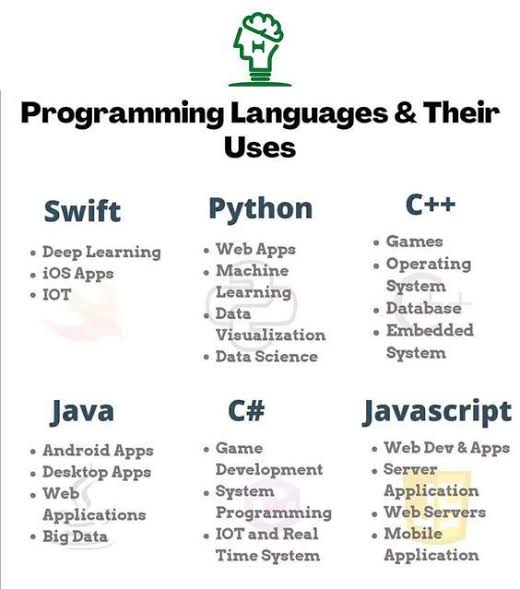 Programming Languages & Their
Uses
Swift
• Deep Learning
• iOS Apps
• IOT
Python
• Web Apps
• Machine
Learning
• Data
Visualization
• Data Science
C++
• Games
• Operating
System
• Database
• Embedded
System
Java
• Android Apps
• Desktop Apps
• Web
Applications
• Big Data
C#
• Game
Development
• System
Programming
• IOT and Real
Time System
Javascript
• Web Dev & Apps
• Server
Application
• Web Servers
• Mobile
Application